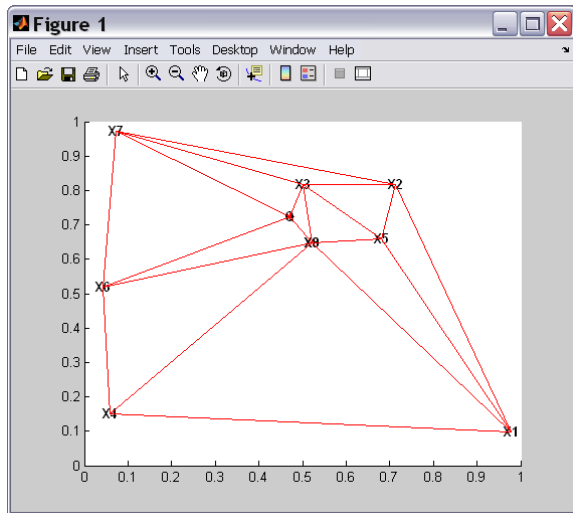 Figure 1
File Edit View Insert Tools Desktop Window Help
1
0.9
0.8
0.7
0.6
0.5
0.4
0.3
0.2
0.1
0
X7
X3
X2
X5
X6
X4
X1
0 0.1 0.2 0.3 0.4 0.5 0.6 0.7 0.8 0.9 1